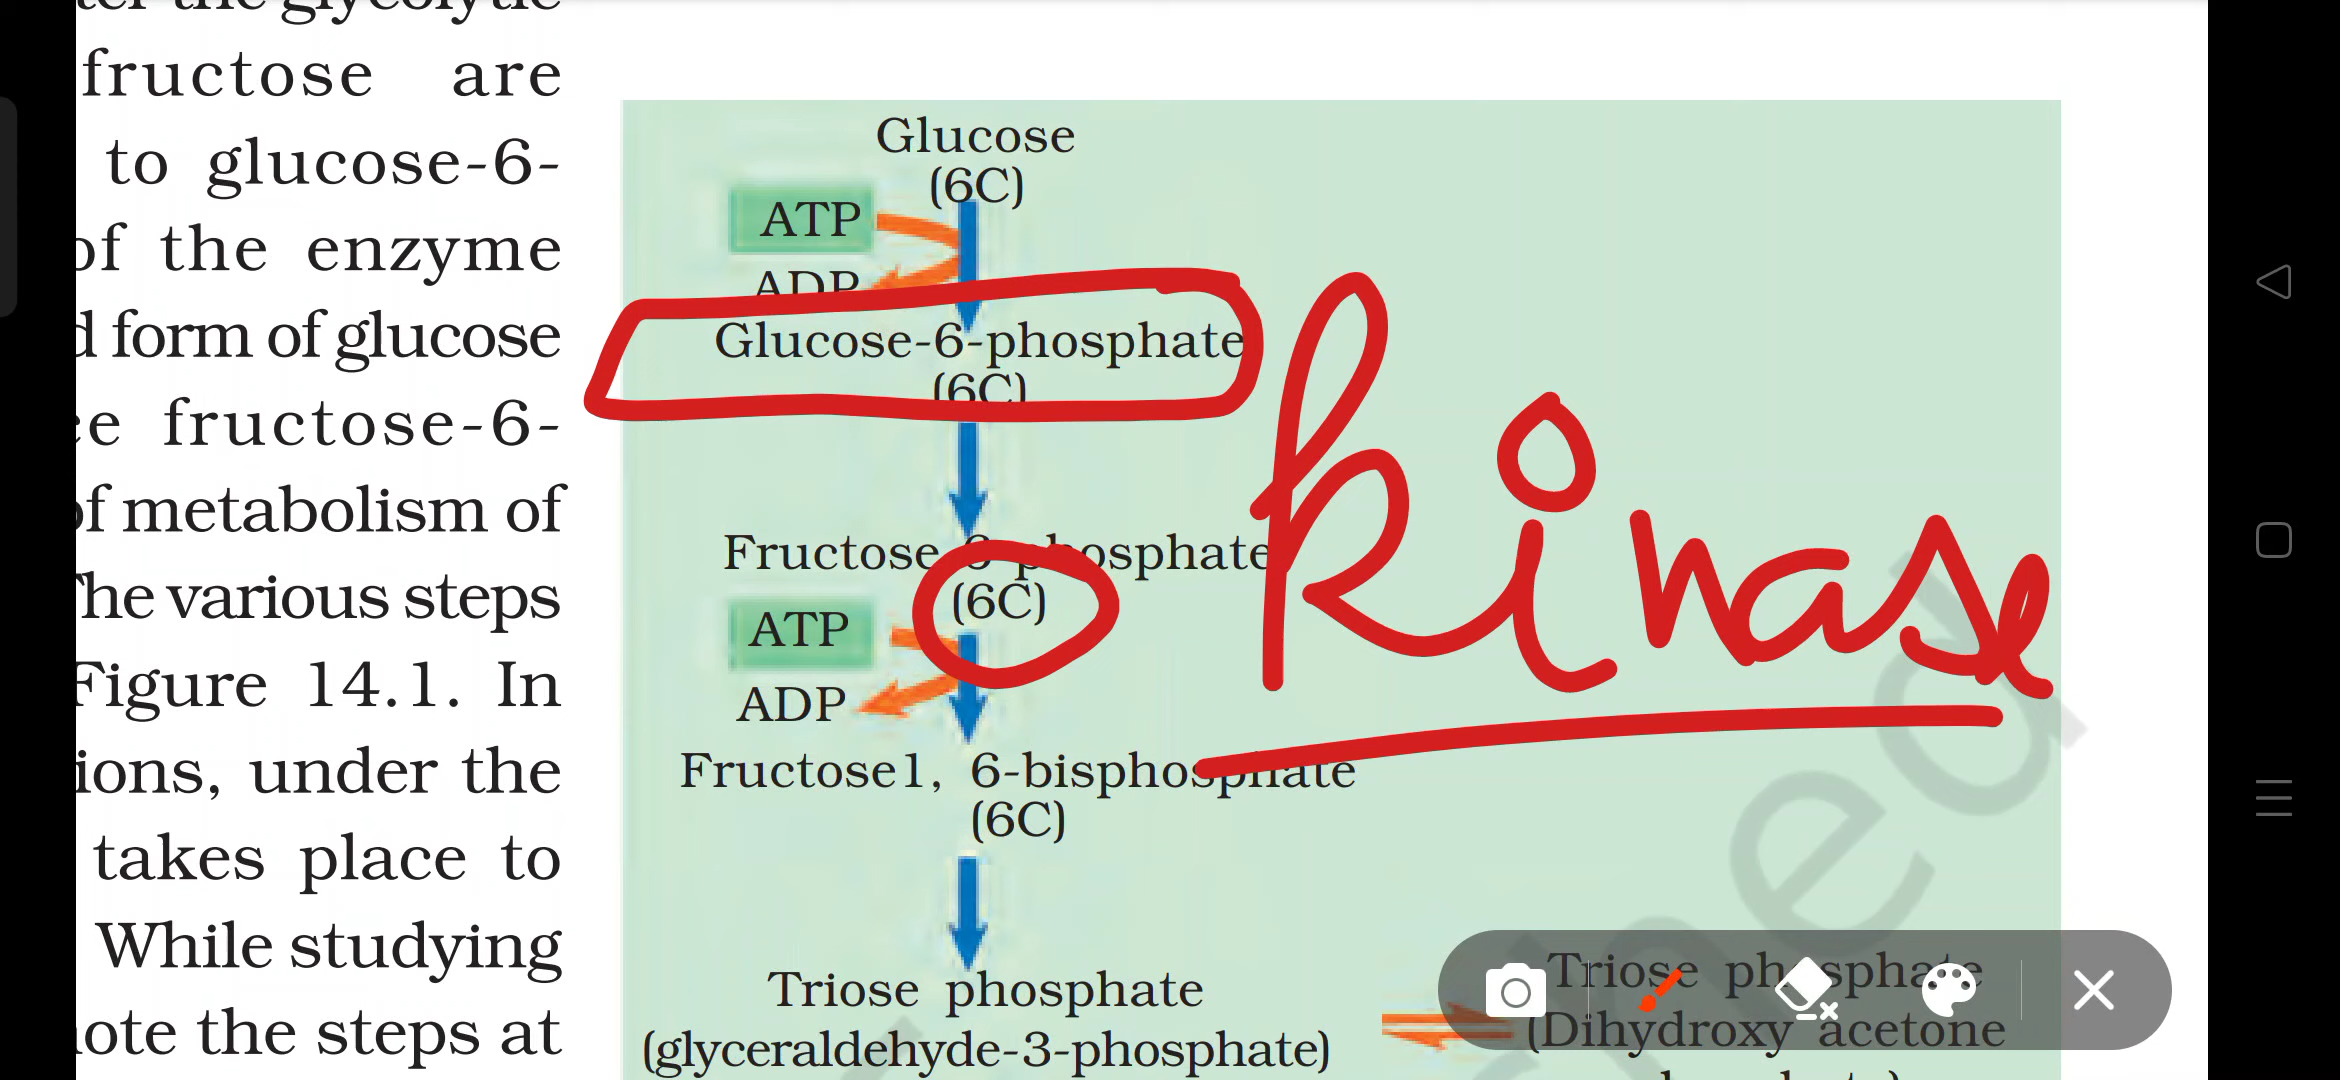 fructose are
to glucose-6-
of the enzyme
form of glucose
fructose-6-
of metabolism of
The various steps
Figure 14.1. In
under the
takes place to
While studying
the steps at
Glucose
(6C)
ATP
ADP
Glucose-6-phosphate
(6C)
Fructose-6-phosphate
(6C)
ATP
ADP
Fructose1, 6-bisphosphate
(6C)
Triose phosphate
(glyceraldehyde-3-phosphate)
Triose phosphate
(Dihydroxy acetone
kinase